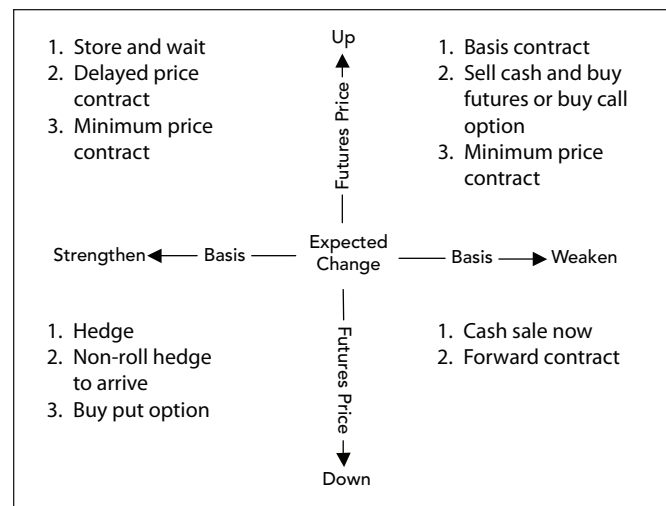 1. Store and wait
2. Delayed price
contract
3. Minimum price
contract
Up
Futures Price
1. Basis contract
2. Sell cash and buy
futures or buy call
option
3. Minimum price
contract
Strengthen
Basis
Expected
Change
Basis
Weaken
1. Hedge
2. Non-roll hedge
to arrive
3. Buy put option
Futures Price
Down
1. Cash sale now
2. Forward contract